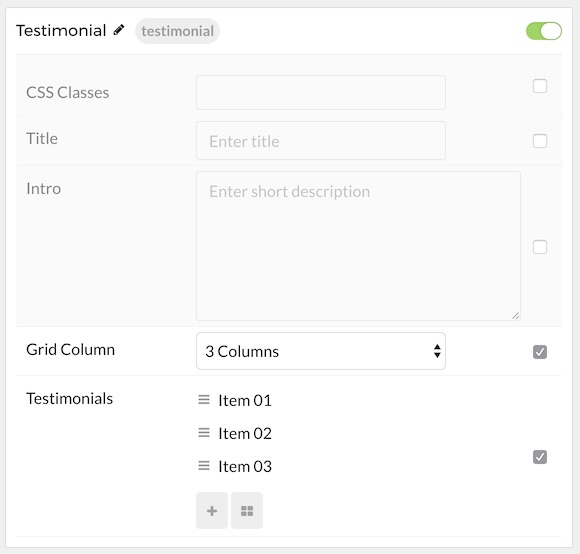 Testimonial testimonial
CSS Classes
Title Enter title
Intro Enter short description
Grid Column 3 Columns
Testimonials Item 01
Item 02
Item 03